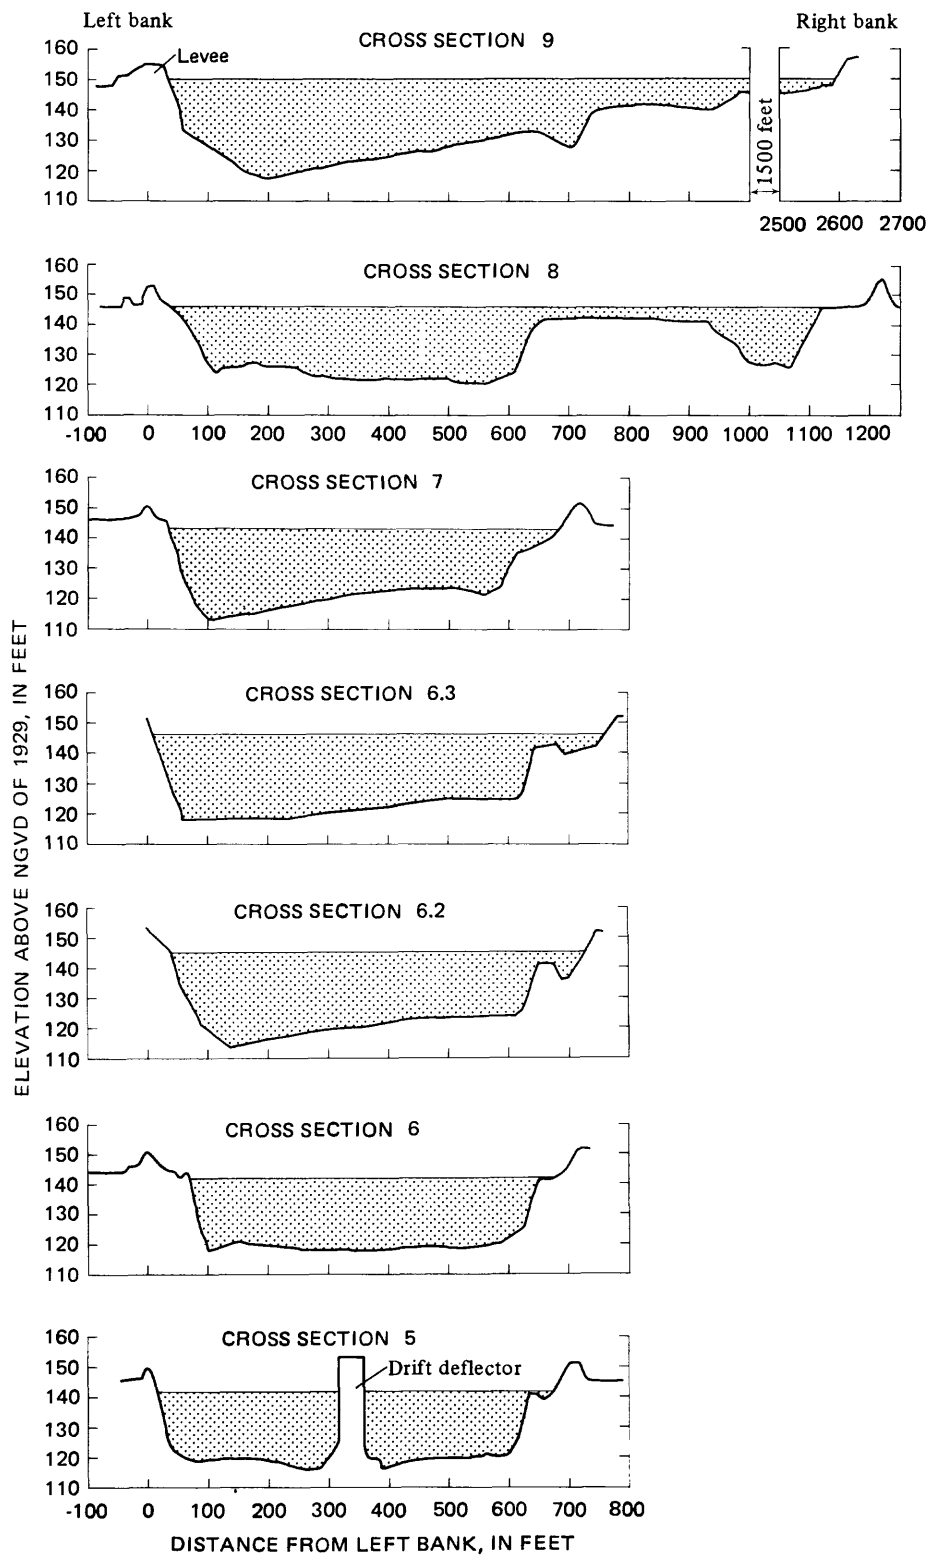 Left bank
Right bank
CROSS SECTION 9
Levee
1500 feet
160
150
140
130
120
110
2500 2600 2700
CROSS SECTION 8
160
150
140
130
120
110
-100 0 100 200 300 400 500 600 700 800 900 1000 1100 1200
CROSS SECTION 7
160
150
140
130
120
110
CROSS SECTION 6.3
160
150
140
130
120
110
CROSS SECTION 6.2
160
150
140
130
120
110
CROSS SECTION 6
160
150
140
130
120
110
CROSS SECTION 5
Drift deflector
160
150
140
130
120
110
-100 0 100 200 300 400 500 600 700 800
DISTANCE FROM LEFT BANK, IN FEET
ELEVATION ABOVE NGVD OF 1929, IN FEET